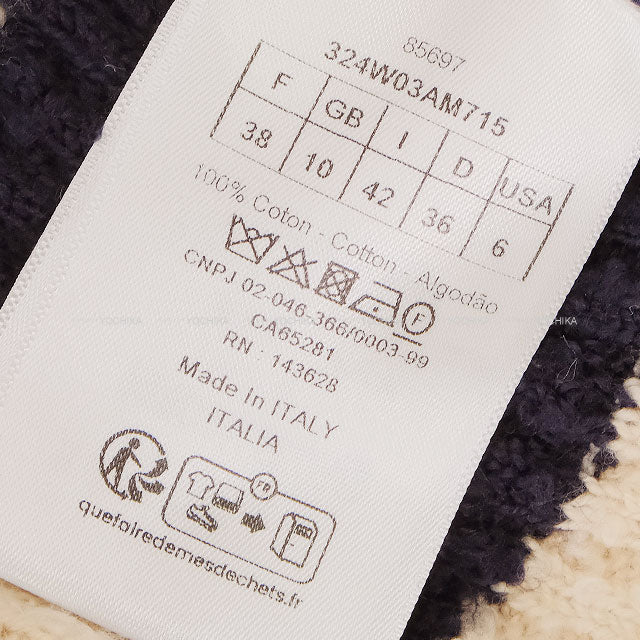 85697
324W03AM715
F GB I D USA
38 10 42 36 6
100% Coton - Cotton - Algodão
F
CNPJ 02-046-366/0003-99
CA65281
RN : 143628
Made In ITALY
ITALIA
FR
quefairedemesdechets.fr